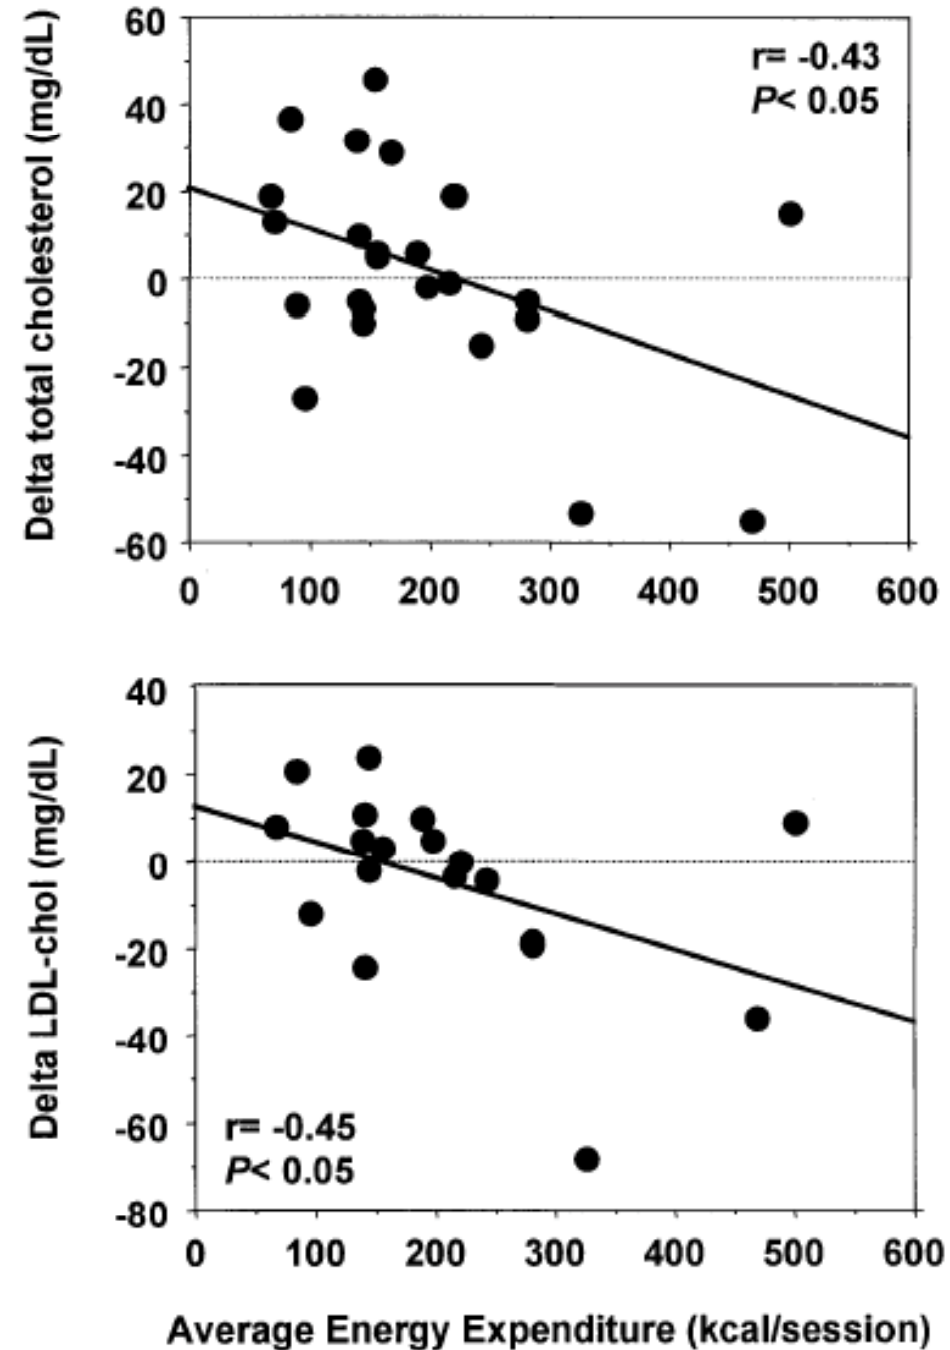 Delta total cholesterol (mg/dL)
60
40
20
0
-20
-40
-60
r= -0.43
P< 0.05
0 100 200 300 400 500 600
Delta LDL-chol (mg/dL)
40
20
0
-20
-40
-60
-80
r= -0.45
P< 0.05
0 100 200 300 400 500 600
Average Energy Expenditure (kcal/session)